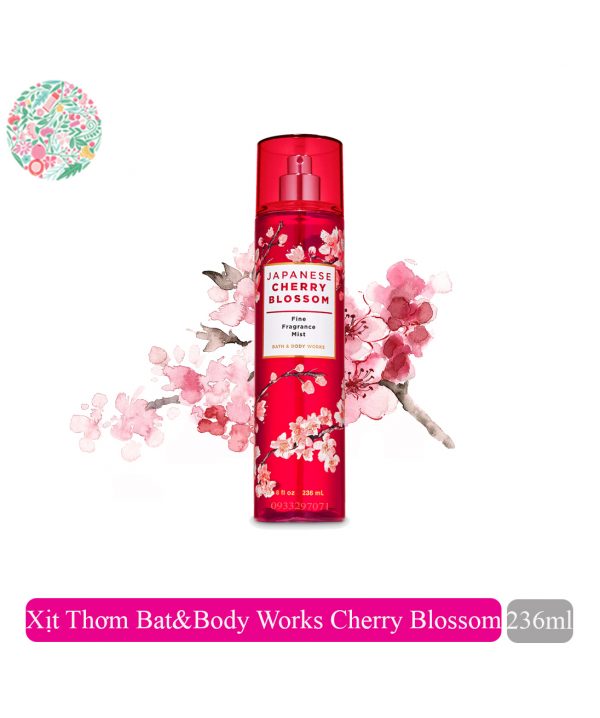 JAPANESE
CHERRY
BLOSSOM
Fine
Fragrance
Mist
BATH & BODY WORKS
8 fl oz 236 mL
0933297071
Xịt Thơm Bat&Body Works Cherry Blossom 236ml